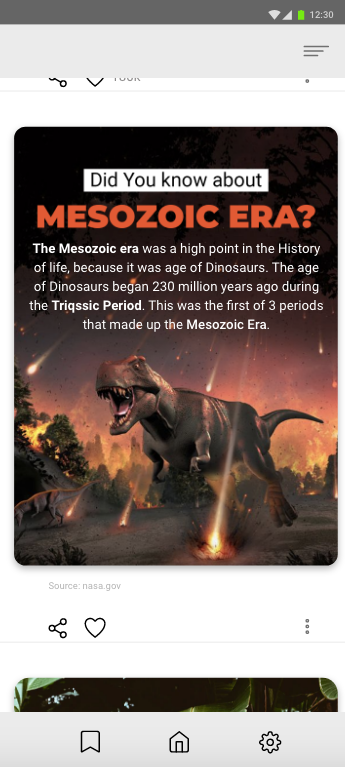 12:30
Did You know about
MESOZOIC ERA?
The Mesozoic era was a high point in the History
of life, because it was age of Dinosaurs. The age
of Dinosaurs began 230 million years ago during
the Triqssic Period. This was the first of 3 periods
that made up the Mesozoic Era.
Source: nasa.gov